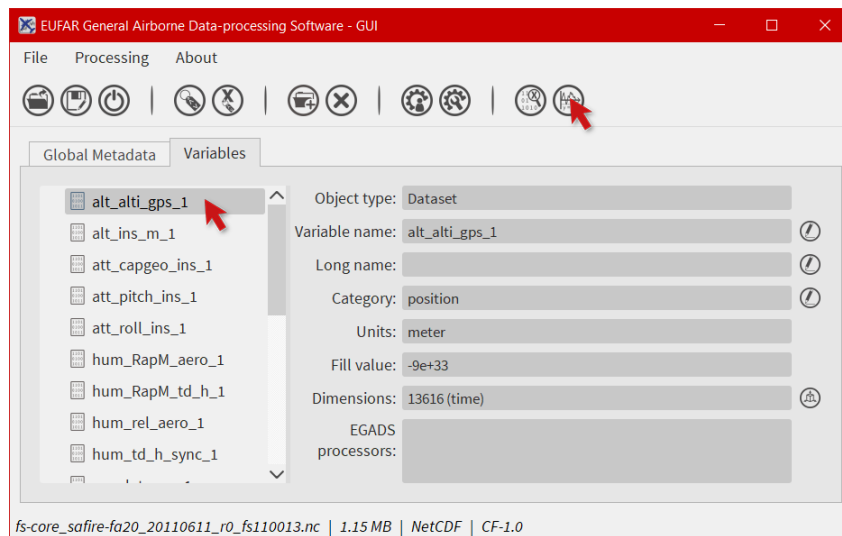 EUFAR General Airborne Data-processing Software - GUI
File Processing About
Global Metadata Variables
alt_alti_gps_1
alt_ins_m_1
att_capgeo_ins_1
att_pitch_ins_1
att_roll_ins_1
hum_RapM_aero_1
hum_RapM_td_h_1
hum_rel_aero_1
hum_td_h_sync_1
Object type: Dataset
Variable name: alt_alti_gps_1
Long name:
Category: position
Units: meter
Fill value: -9e+33
Dimensions: 13616 (time)
EGADS
processors:
fs-core_safire-fa20_20110611_r0_fs110013.nc | 1.15 MB | NetCDF | CF-1.0